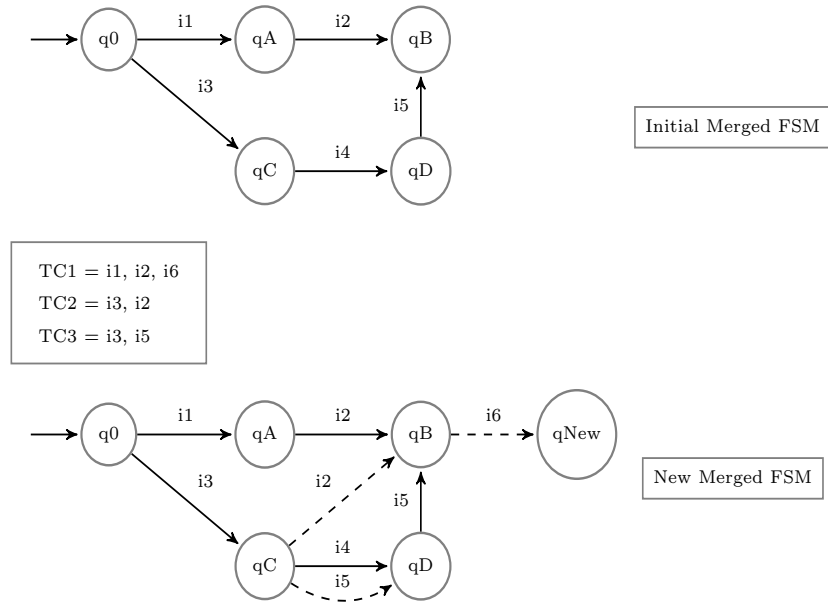 i1
i2
q0
qA
qB
i3
i5
Initial Merged FSM
i4
qC
qD
TC1 = i1, i2, i6
TC2 = i3, i2
TC3 = i3, i5
i1
i2
i6
q0
qA
qB
qNew
i3
i2
New Merged FSM
i5
i4
qC
qD
i5